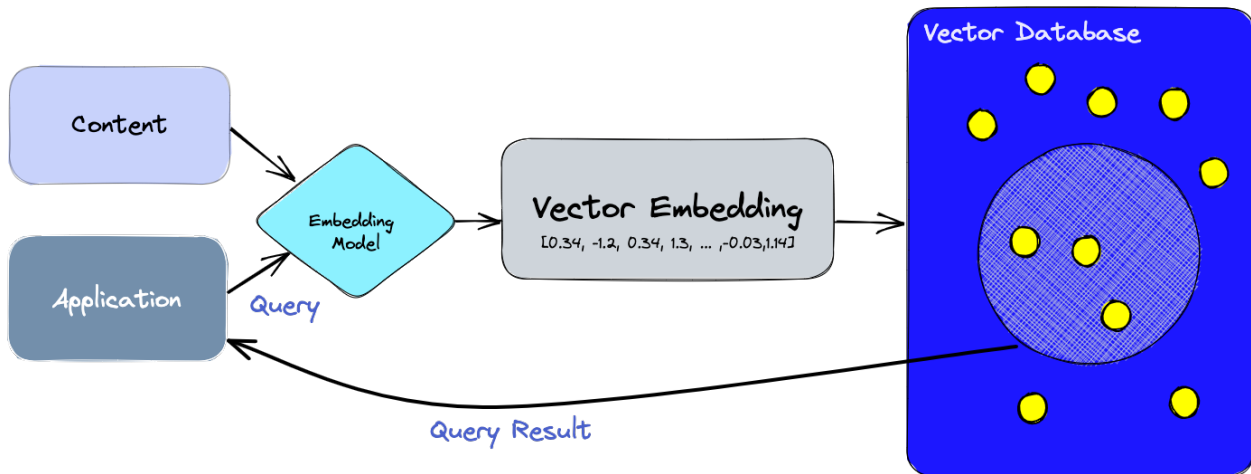 Vector Database
Content
Embedding
Model
Vector Embedding
[0.34, -1.2, 0.34, 1.3, ... ,-0.03,1.14]
Application
Query
Query Result